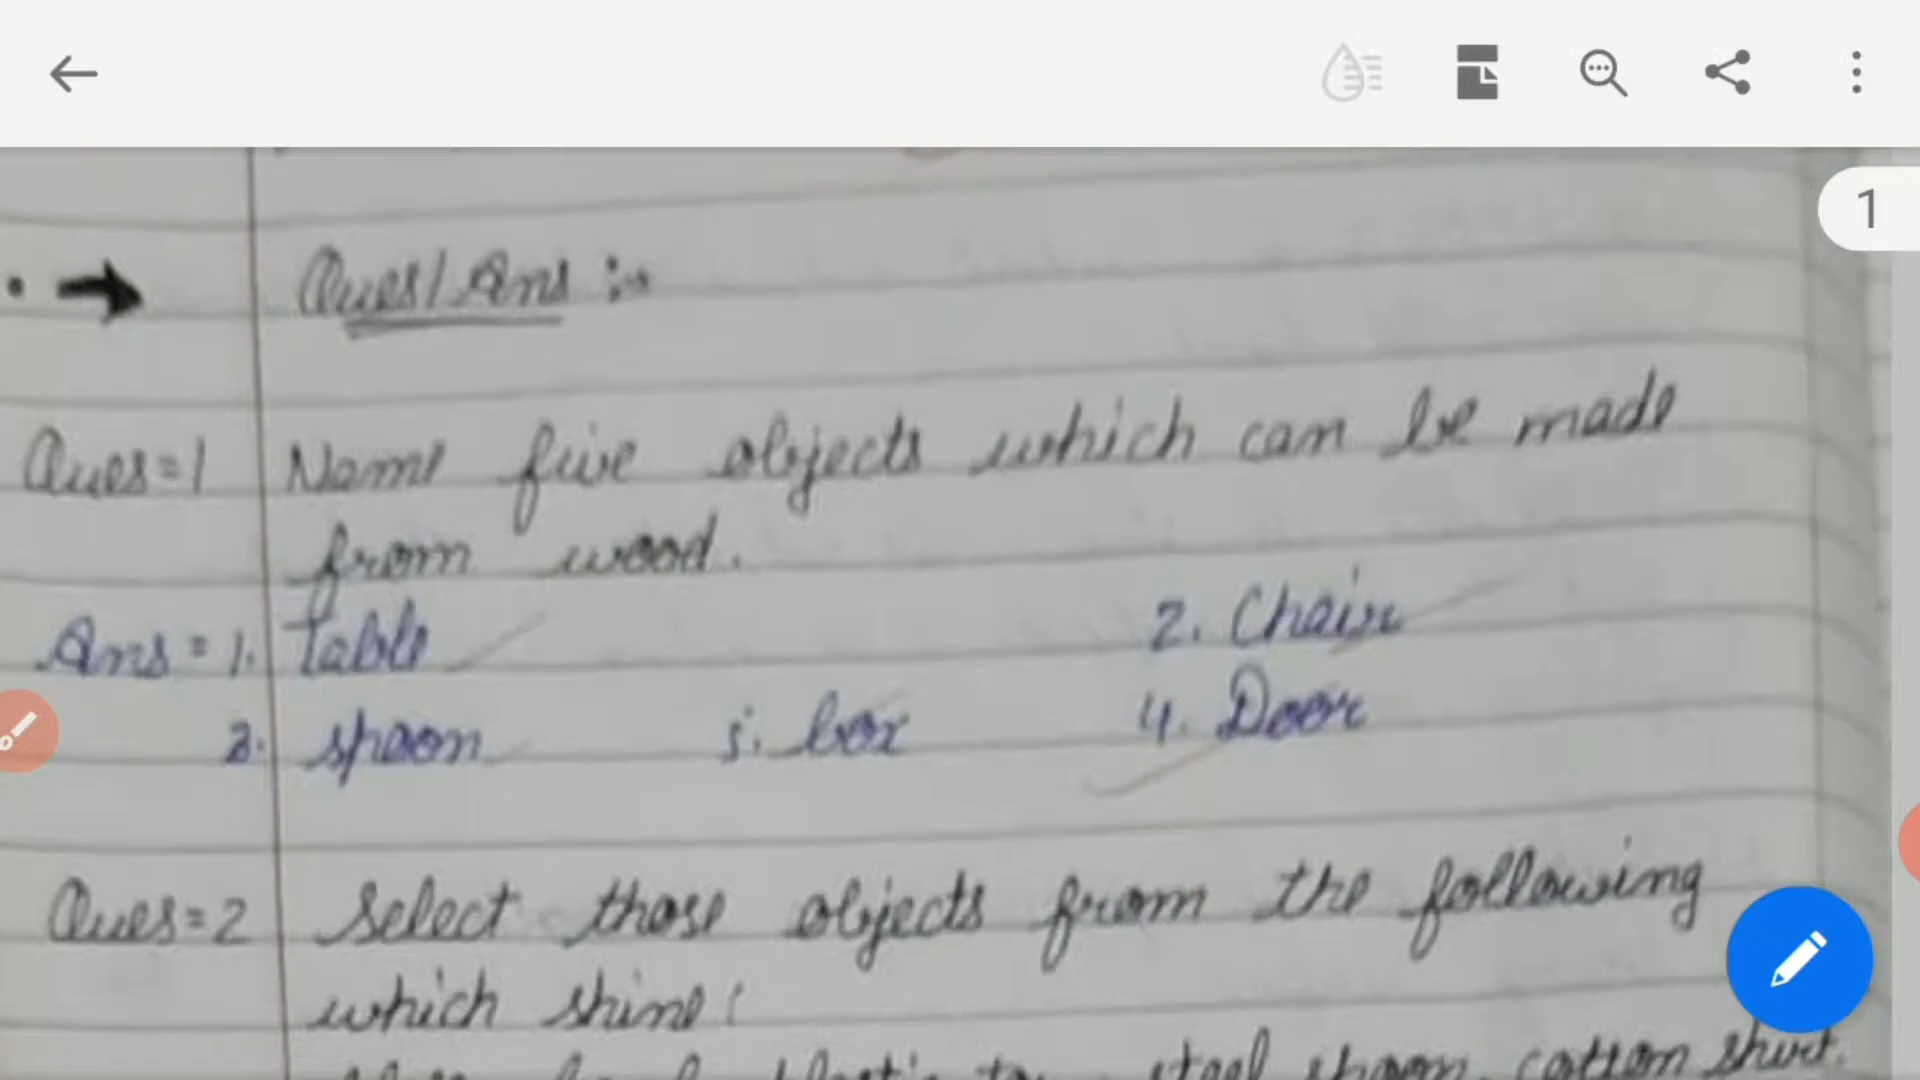 1
Ques/Ans :-
Ques=1 Name five objects which can be made
from wood.
Ans=1. Table 2. Chair
3. spoon 5. box 4. Door
Ques=2 Select those objects from the following
which shine:
steel spoon, cotton shirt.